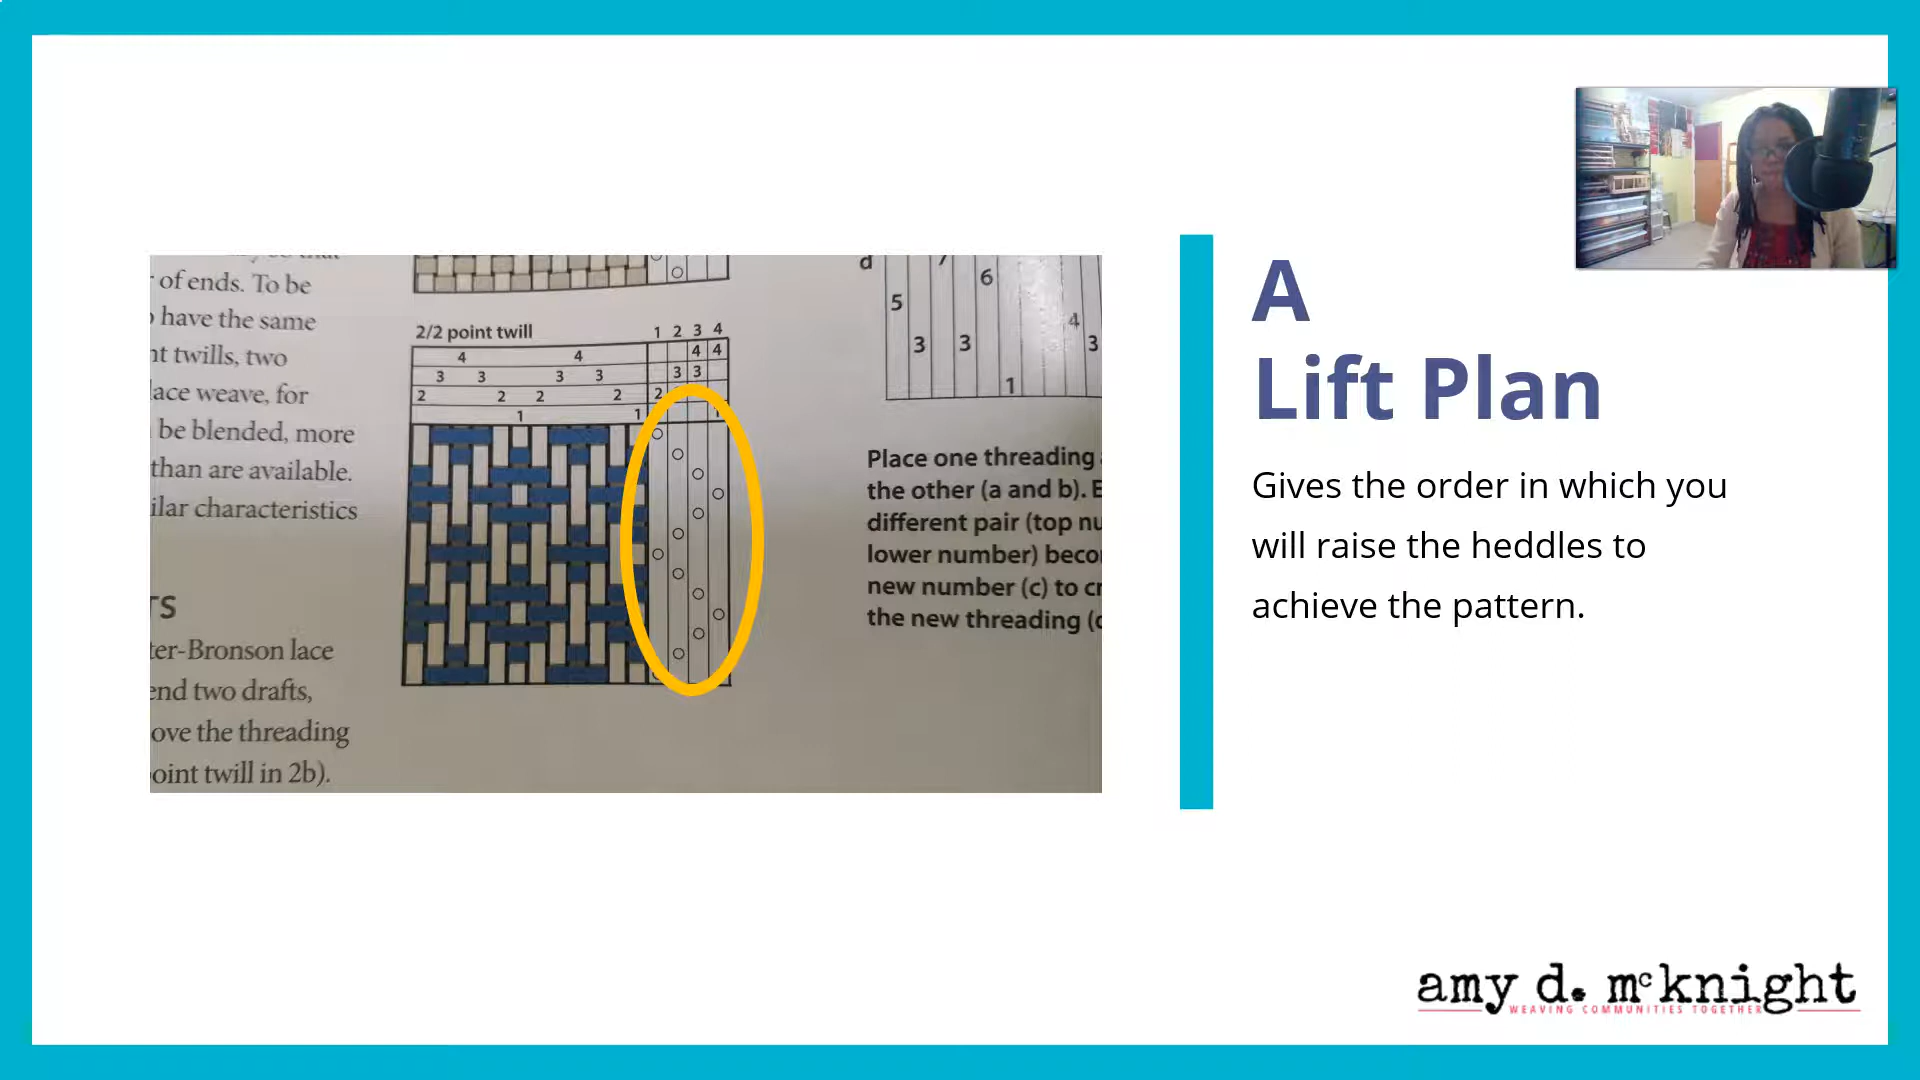 of ends. To be
have the same
nt twills, two
lace weave, for
be blended, more
than are available.
ilar characteristics
TS
ter-Bronson lace
end two drafts,
ove the threading
oint twill in 2b).
2/2 point twill
1 2 3 4
4 4 4 4
3 3 3 3 3 3
2 2 2 2 2
1 1 1
d
5 3 3 6 1 4 3
Place one threading
the other (a and b). E
different pair (top nu
lower number) beco
new number (c) to cr
the new threading (
A
Lift Plan
Gives the order in which you
will raise the heddles to
achieve the pattern.
amy d. mcknight
WEAVING COMMUNITIES TOGETHER